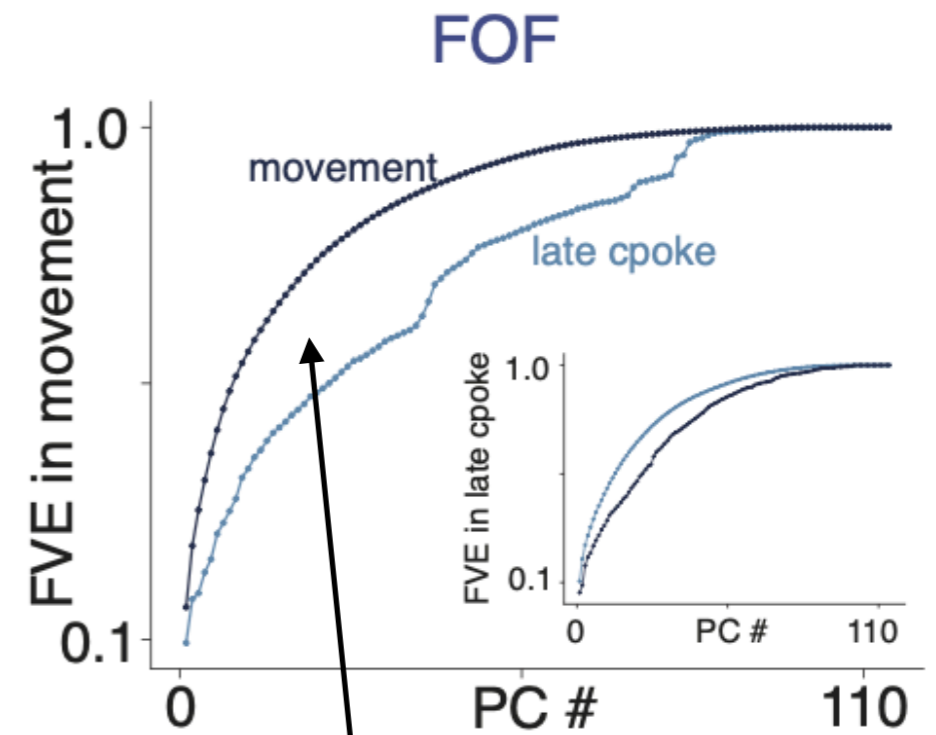 FOF
FVE in movement
1.0
0.1
movement
late cpoke
0
PC #
110
FVE in late cpoke
1.0
0.1
0
PC #
110